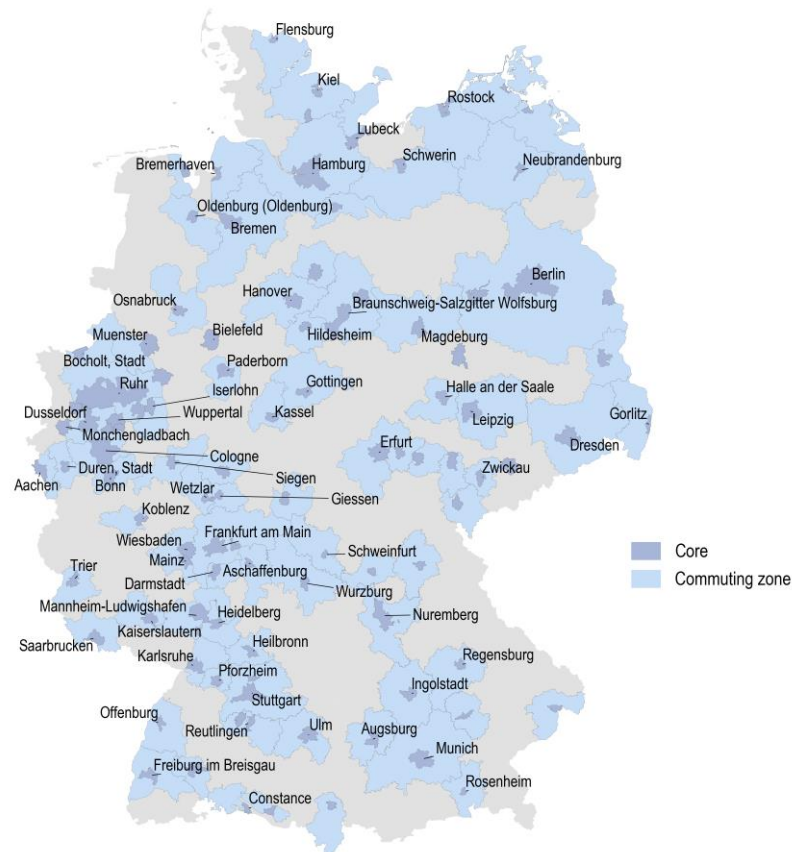 Flensburg
Kiel
Rostock
Lubeck
Schwerin
Neubrandenburg
Bremerhaven
Hamburg
Oldenburg (Oldenburg)
Bremen
Berlin
Hanover
Braunschweig-Salzgitter Wolfsburg
Osnabruck
Muenster
Bielefeld
Hildesheim
Magdeburg
Bocholt, Stadt
Paderborn
Ruhr
Iserlohn
Gottingen
Halle an der Saale
Dusseldorf
Wuppertal
Kassel
Leipzig
Gorlitz
Monchengladbach
Dresden
Erfurt
Cologne
Duren, Stadt
Siegen
Zwickau
Aachen
Bonn
Wetzlar
Giessen
Koblenz
Wiesbaden
Frankfurt am Main
Schweinfurt
Core
Mainz
Trier
Aschaffenburg
Darmstadt
Commuting zone
Wurzburg
Mannheim-Ludwigshafen
Heidelberg
Nuremberg
Kaiserslautern
Saarbrucken
Heilbronn
Karlsruhe
Regensburg
Pforzheim
Ingolstadt
Stuttgart
Offenburg
Reutlingen
Ulm
Augsburg
Munich
Freiburg im Breisgau
Rosenheim
Constance